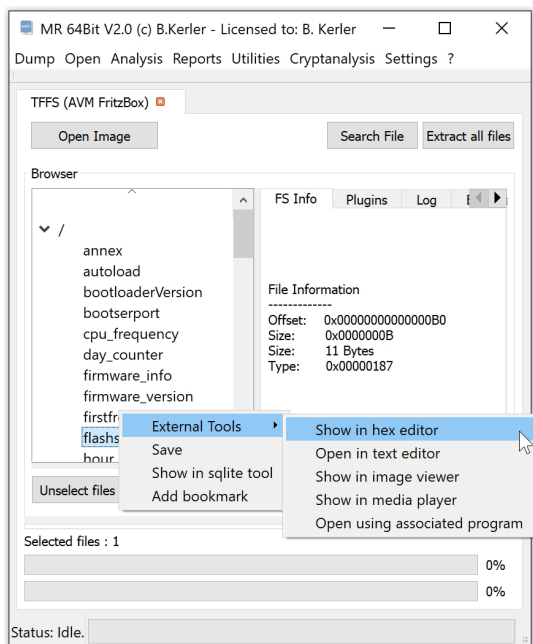 MR 64Bit V2.0 (c) B.Kerler - Licensed to: B. Kerler
Dump Open Analysis Reports Utilities Cryptanalysis Settings ?
TFFS (AVM FritzBox)
Open Image Search File Extract all files
Browser
FS Info Plugins Log
/
annex
autoload
bootloaderVersion
bootserport
cpu_frequency
day_counter
firmware_info
firmware_version
File Information
-------------
Offset: 0x00000000000000B0
Size: 0x0000000B
Size: 11 Bytes
Type: 0x00000187
firstfr
flashs
hour
External Tools
Save
Show in sqlite tool
Add bookmark
Show in hex editor
Open in text editor
Show in image viewer
Show in media player
Open using associated program
Unselect files
Selected files : 1
0%
0%
Status: Idle.